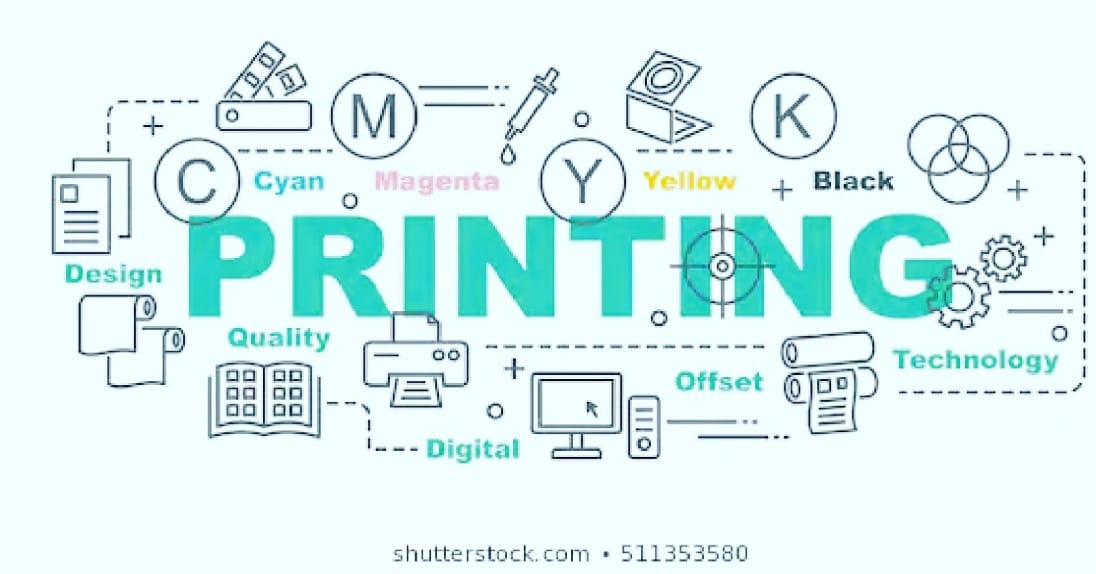 M
K
C
Cyan
Magenta
Y
Yellow
Black
PRINTING
Design
Quality
Technology
Offset
Digital
shutterstock.com • 511353580